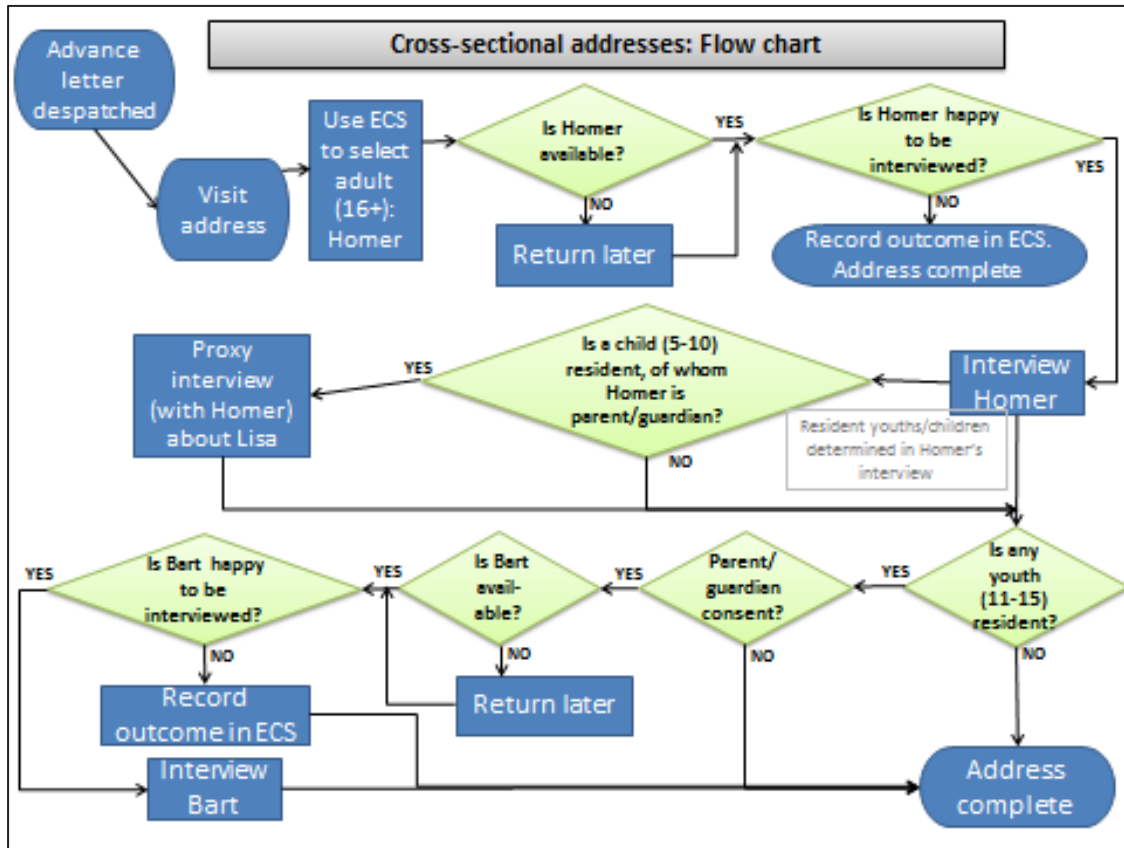 Cross-sectional addresses: Flow chart
Advance
letter
despatched
Visit
address
Use ECS
to select
adult
(16+):
Homer
Is Homer
available?
YES
NO
Return later
Is Homer happy
to be
interviewed?
YES
NO
Record outcome in ECS.
Address complete
Interview
Homer
Resident youths/children
determined in Homer's
interview
Is a child (5-10)
resident, of whom
Homer is
parent/guardian?
YES
NO
Proxy
interview
(with Homer)
about Lisa
Is any
youth
(11-15)
resident?
YES
NO
Parent/
guardian
consent?
YES
NO
Is Bart
avail-
able?
YES
NO
Return later
Is Bart happy
to be
interviewed?
YES
NO
Record
outcome in ECS
Interview
Bart
Address
complete